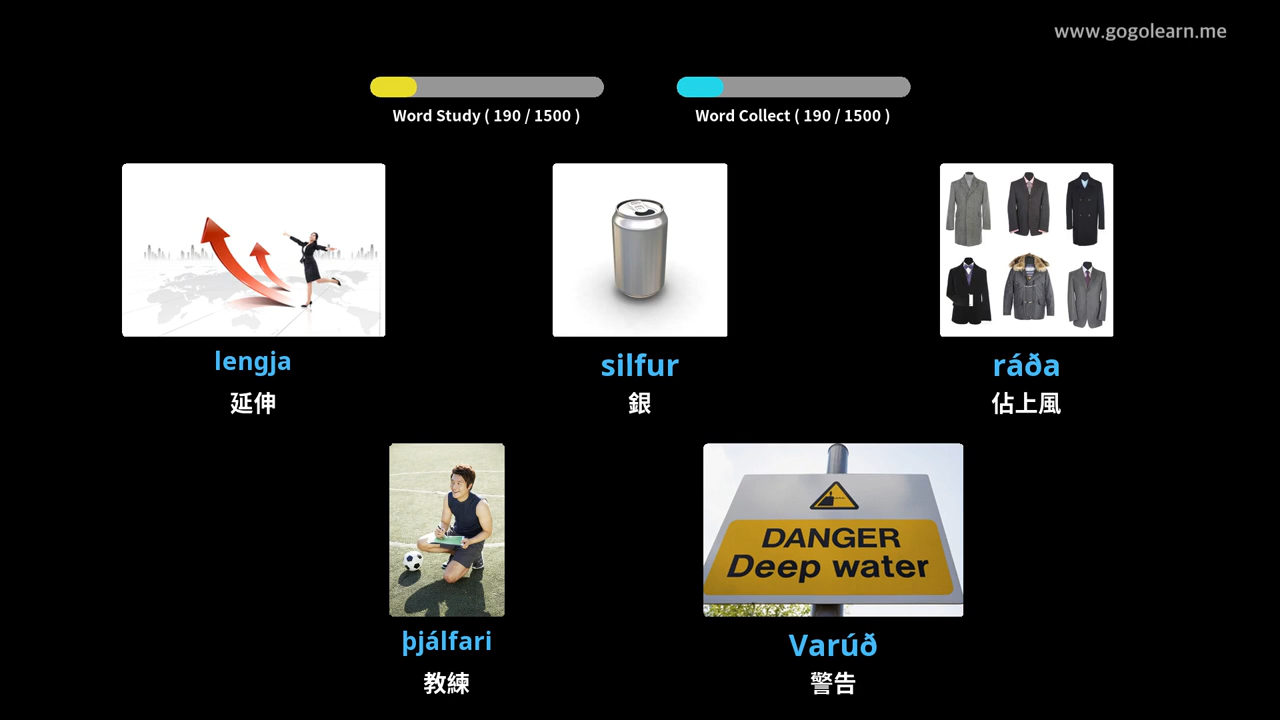 www.gogolearn.me
Word Study ( 190 / 1500 )
Word Collect ( 190 / 1500 )
lengja
延伸
silfur
銀
ráða
佔上風
DANGER
Deep water
þjálfari
教練
Varúð
警告